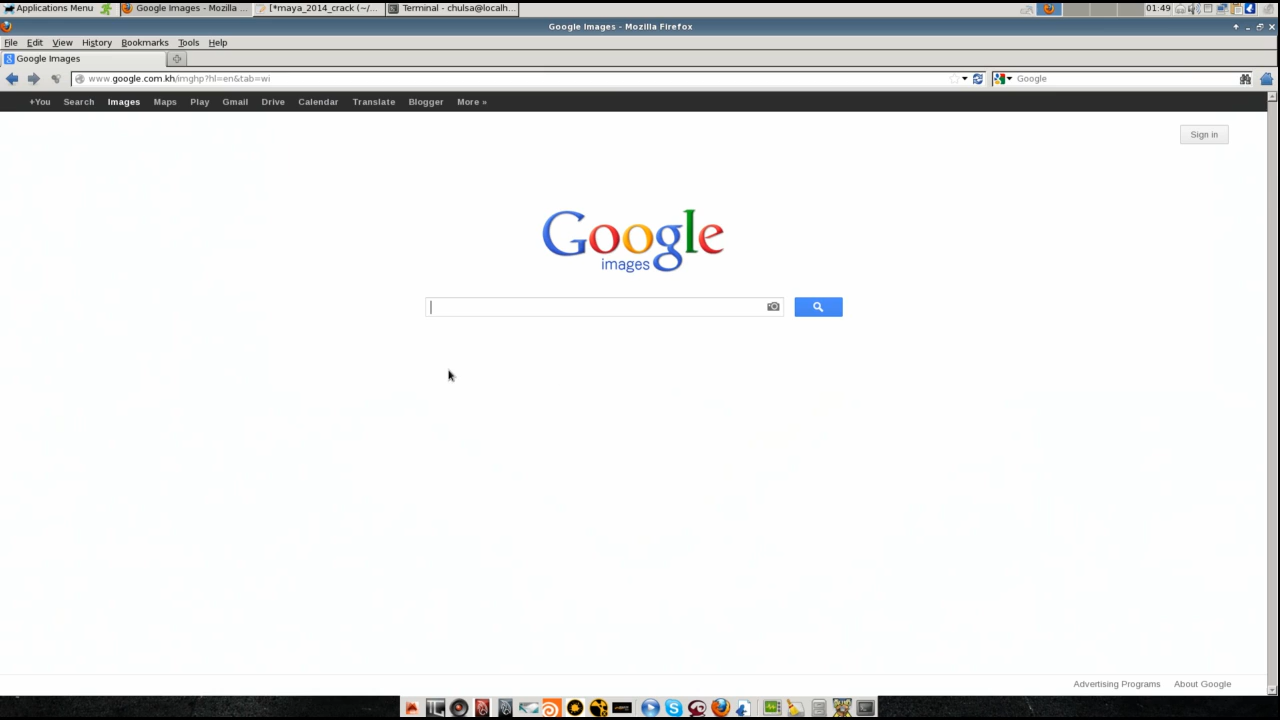 Applications Menu
Google Images - Mozilla ...
[*maya_2014_crack (~/...
Terminal - chulsa@localh...
01:49
Google Images - Mozilla Firefox
File Edit View History Bookmarks Tools Help
Google Images
www.google.com.kh/imghp?hl=en&tab=wi
Google
+You Search Images Maps Play Gmail Drive Calendar Translate Blogger More »
Sign in
Google
images
Advertising Programs About Google